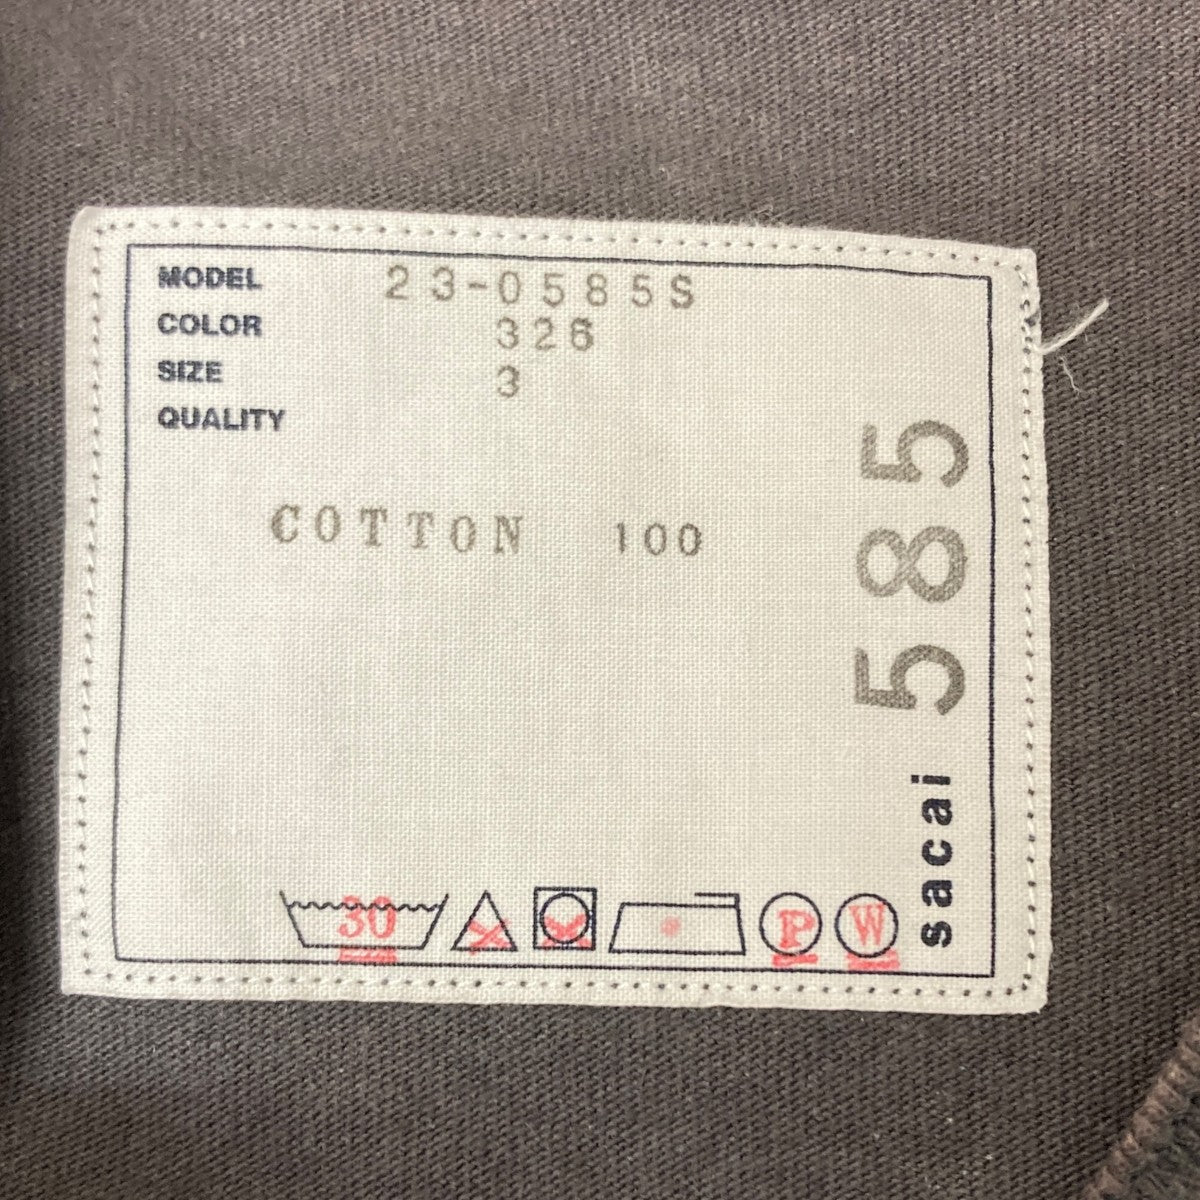 MODEL 23-0585S
COLOR 326
SIZE 3
QUALITY
COTTON 100
585
sacai
30
P
W